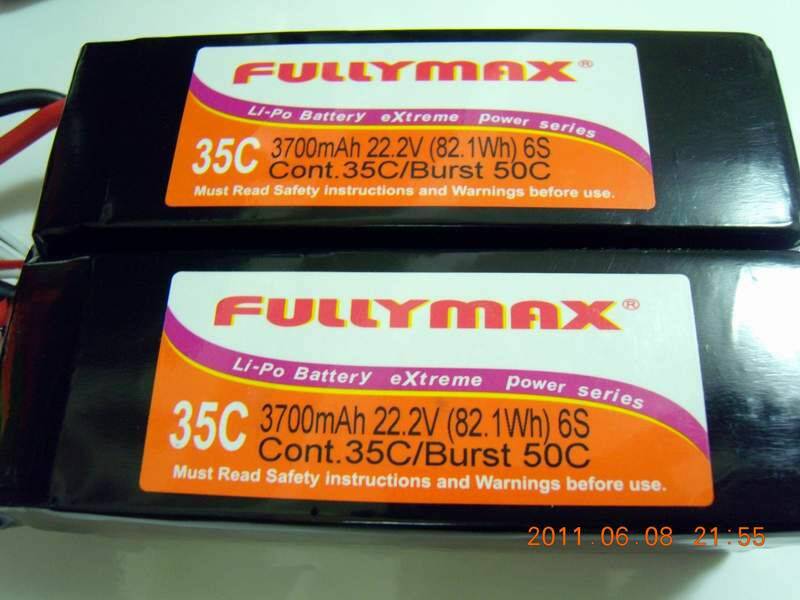 FULLYMAX®
Li-Po Battery eXtreme power series
35C 3700mAh 22.2V (82.1Wh) 6S
Cont.35C/Burst 50C
Must Read Safety instructions and Warnings before use.
FULLYMAX®
Li-Po Battery eXtreme power series
35C 3700mAh 22.2V (82.1Wh) 6S
Cont.35C/Burst 50C
Must Read Safety instructions and Warnings before use.
2011.06.08 21:55